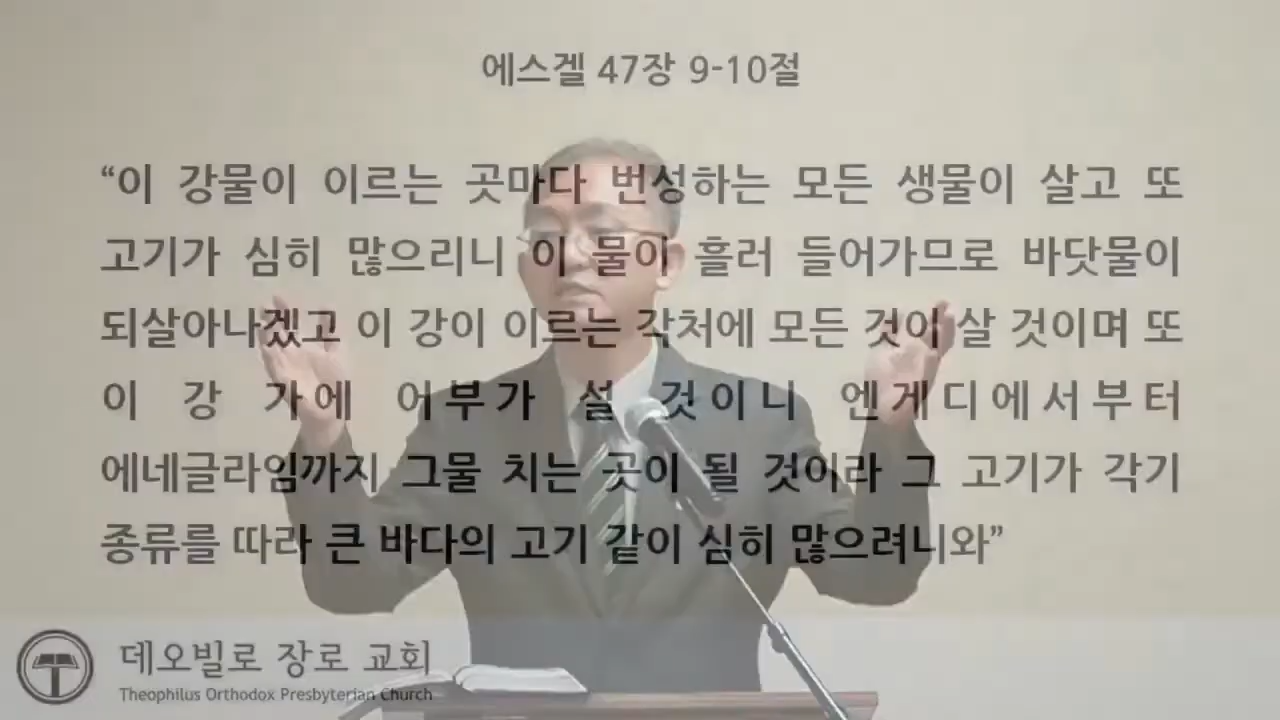 에스겔 47장 9-10절
“이 강물이 이르는 곳마다 번성하는 모든 생물이 살고 또
고기가 심히 많으리니 이 물이 흘러 들어가므로 바닷물이
되살아나겠고 이 강이 이르는 각처에 모든 것이 살 것이며 또
이 강 가에 어부가 설 것이니 엔게디에서부터
에네글라임까지 그물 치는 곳이 될 것이라 그 고기가 각기
종류를 따라 큰 바다의 고기 같이 심히 많으려니와”
데오빌로 장로 교회
Theophilus Orthodox Presbyterian Church